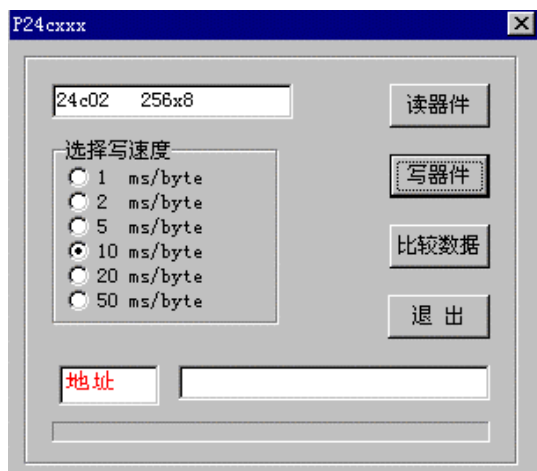 P24cxxx
24c02 256x8
读器件
选择写速度
1 ms/byte
写器件
2 ms/byte
5 ms/byte
10 ms/byte
比较数据
20 ms/byte
50 ms/byte
退 出
地址